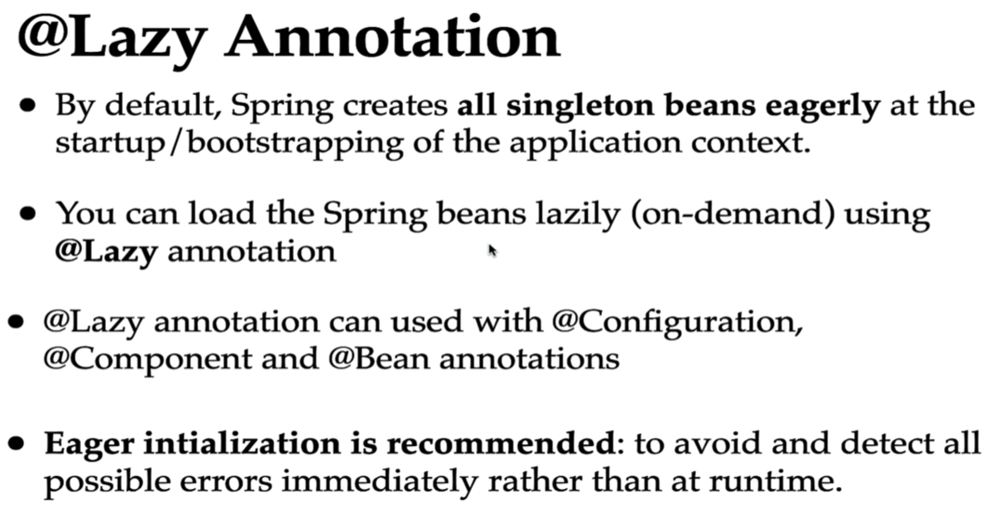 @Lazy Annotation
• By default, Spring creates all singleton beans eagerly at the
startup/bootstrapping of the application context.
• You can load the Spring beans lazily (on-demand) using
@Lazy annotation
• @Lazy annotation can used with @Configuration,
@Component and @Bean annotations
• Eager intialization is recommended: to avoid and detect all
possible errors immediately rather than at runtime.